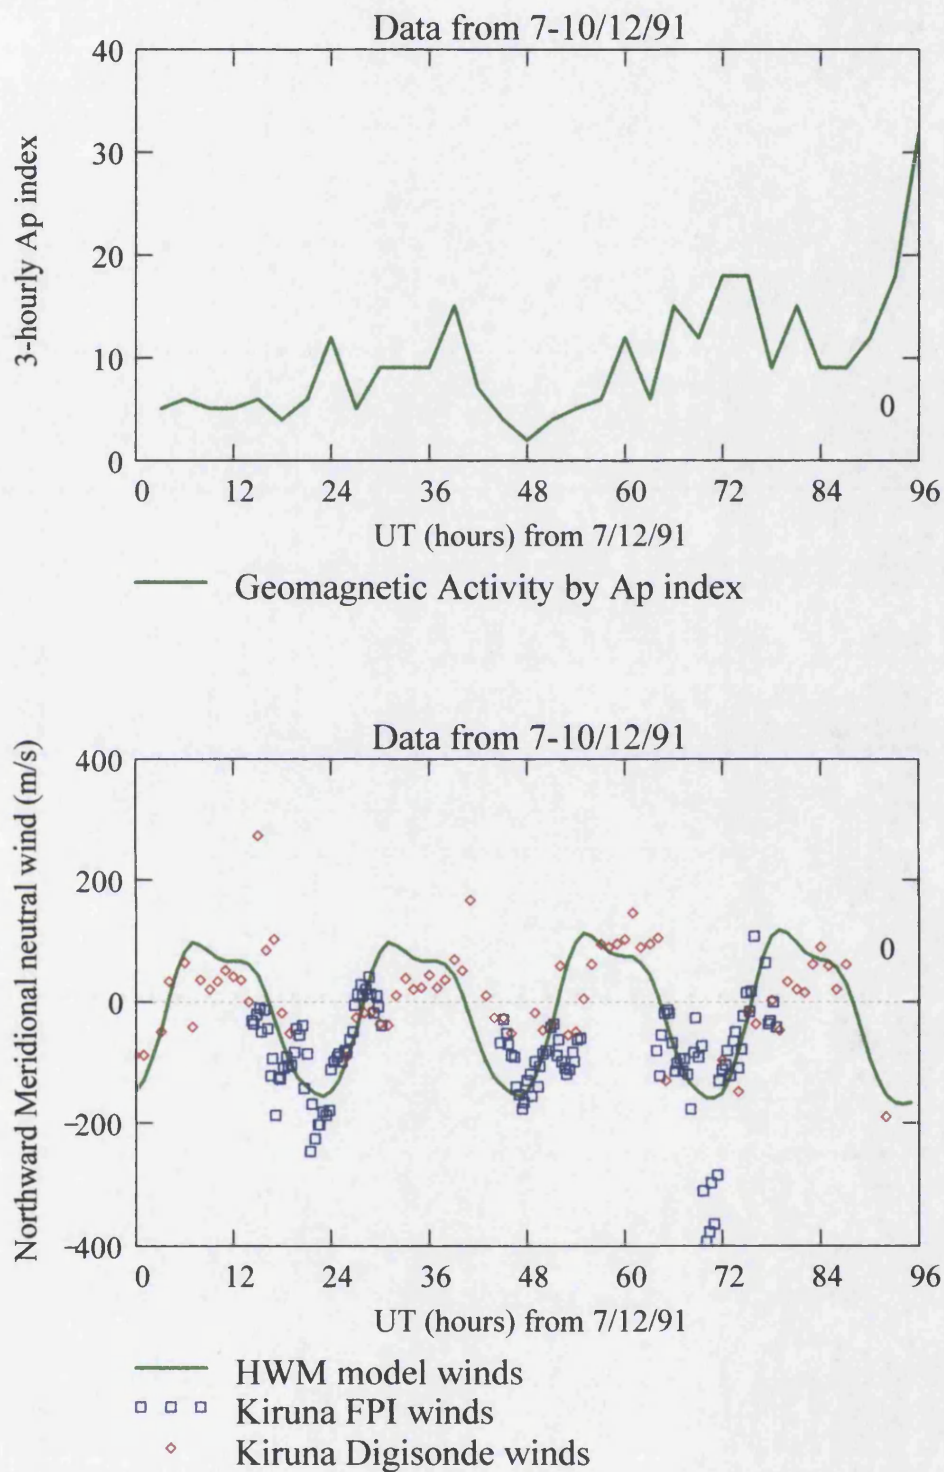 Data from 7-10/12/91
40
30
20
10
0
3-hourly Ap index
0
0 12 24 36 48 60 72 84 96
UT (hours) from 7/12/91
Geomagnetic Activity by Ap index
Data from 7-10/12/91
400
200
0
−200
−400
Northward Meridional neutral wind (m/s)
0
0 12 24 36 48 60 72 84 96
UT (hours) from 7/12/91
HWM model winds
Kiruna FPI winds
Kiruna Digisonde winds